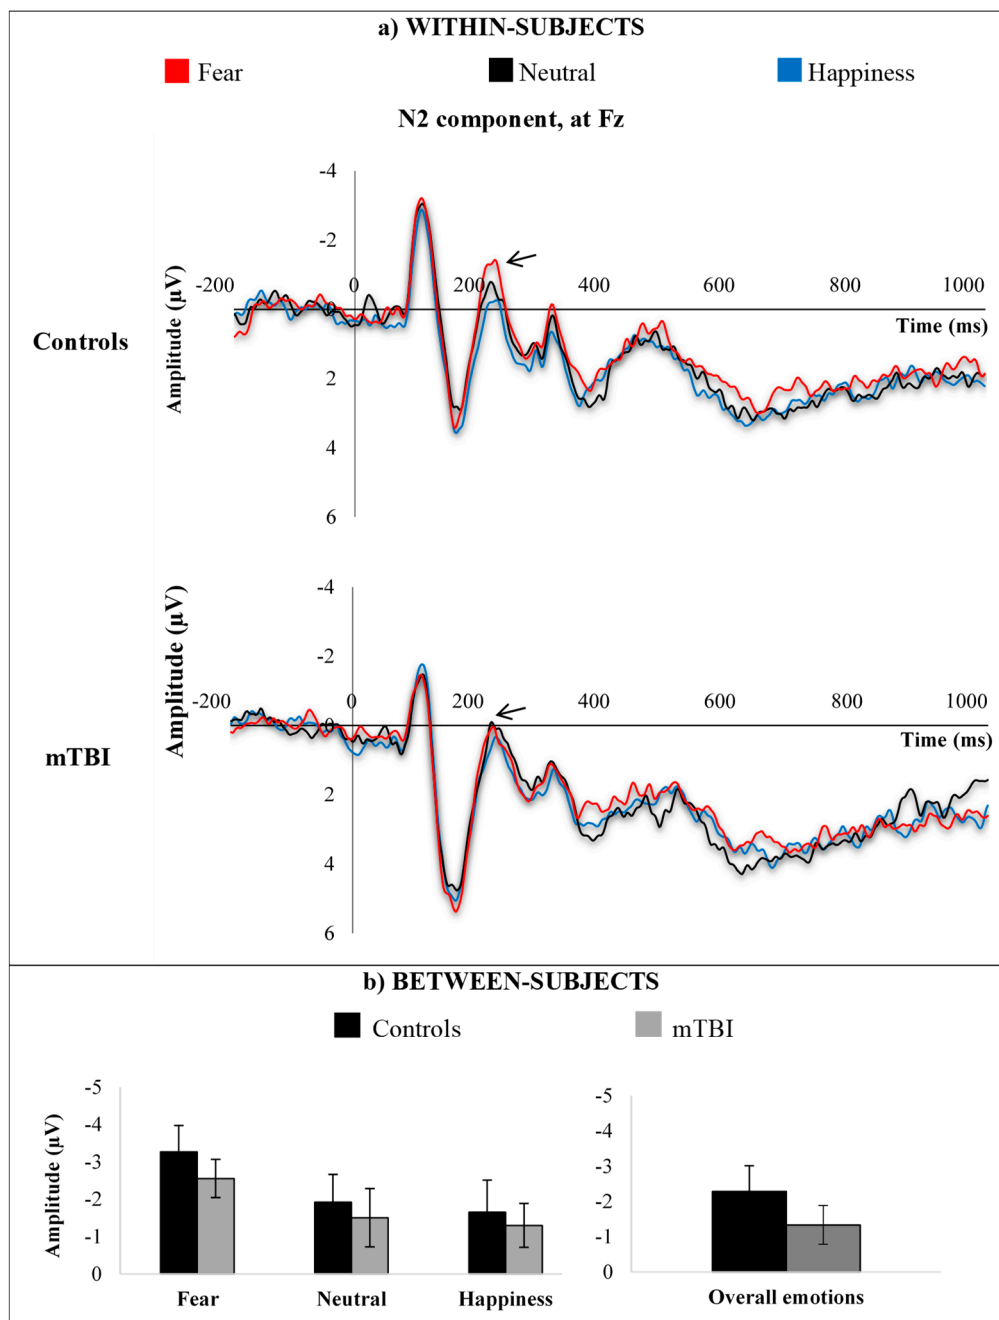 a) WITHIN-SUBJECTS
Fear Neutral Happiness
N2 component, at Fz
Controls
Amplitude (µV)
-4
-2
-200 0 200 400 600 800 1000
Time (ms)
2
4
6
mTBI
Amplitude (µV)
-4
-2
-200 0 200 400 600 800 1000
0
Time (ms)
2
4
6
b) BETWEEN-SUBJECTS
Controls mTBI
Amplitude (µV)
-5
-4
-3
-2
-1
0
Fear Neutral Happiness
-5
-4
-3
-2
-1
0
Overall emotions